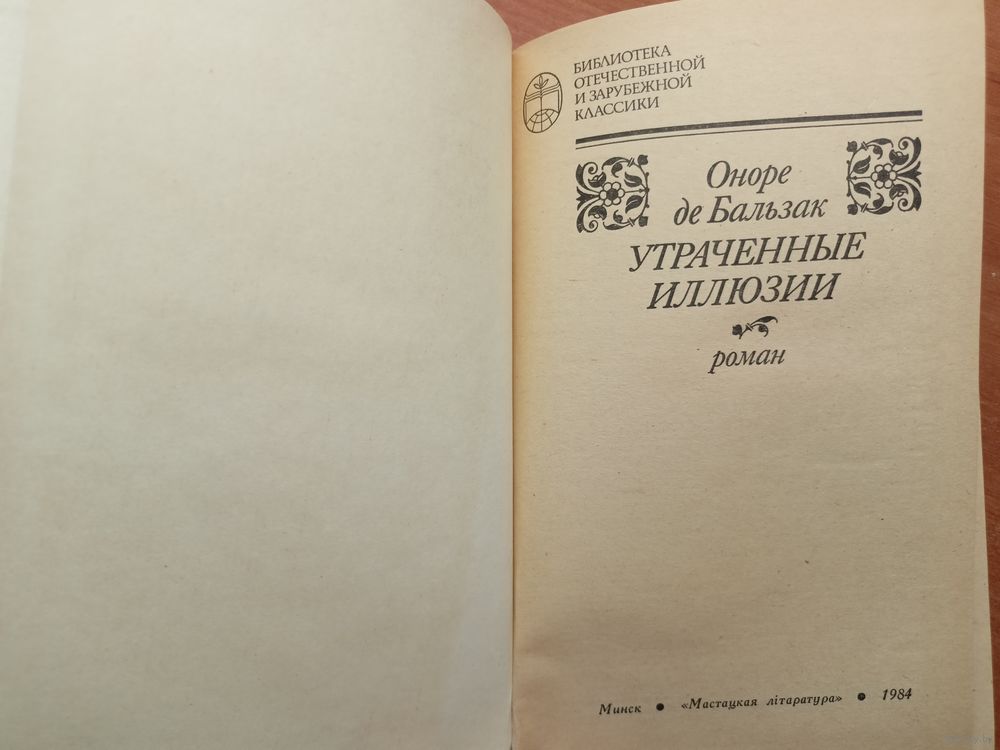 БИБЛИОТЕКА
ОТЕЧЕСТВЕННОЙ
И ЗАРУБЕЖНОЙ
КЛАССИКИ
Оноре
де Бальзак
УТРАЧЕННЫЕ
ИЛЛЮЗИИ
роман
Минск ● «Мастацкая літаратура» ● 1984